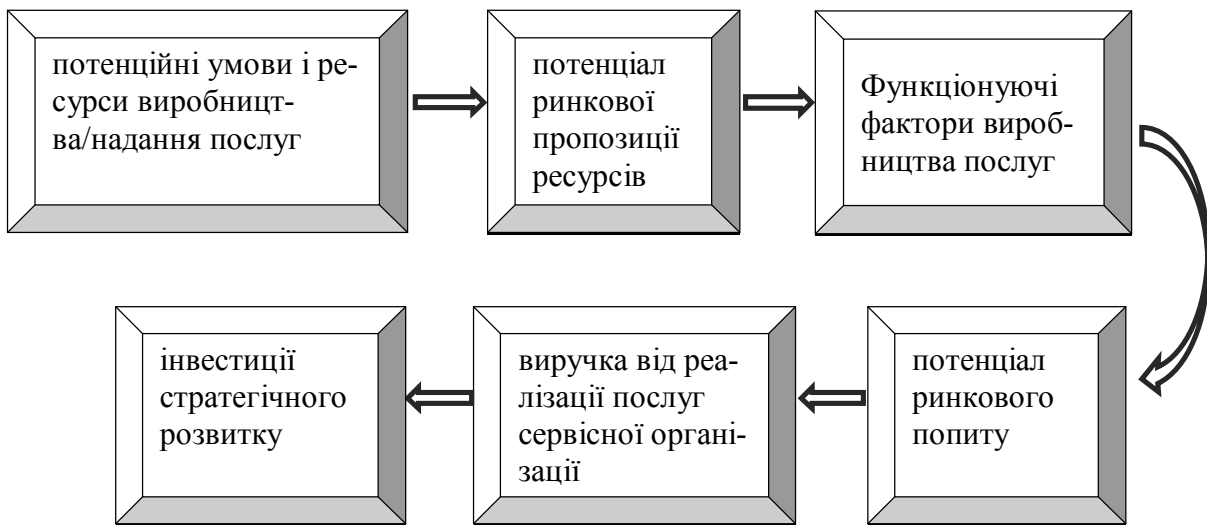 потенційні умови і ре-
сурси виробницт-
ва/надання послуг
потенціал
ринкової
пропозиції
ресурсів
Функціонуючі
фактори вироб-
ництва послуг
потенціал
ринкового
попиту
виручка від реа-
лізації послуг
сервісної органі-
зації
інвестиції
стратегічного
розвитку